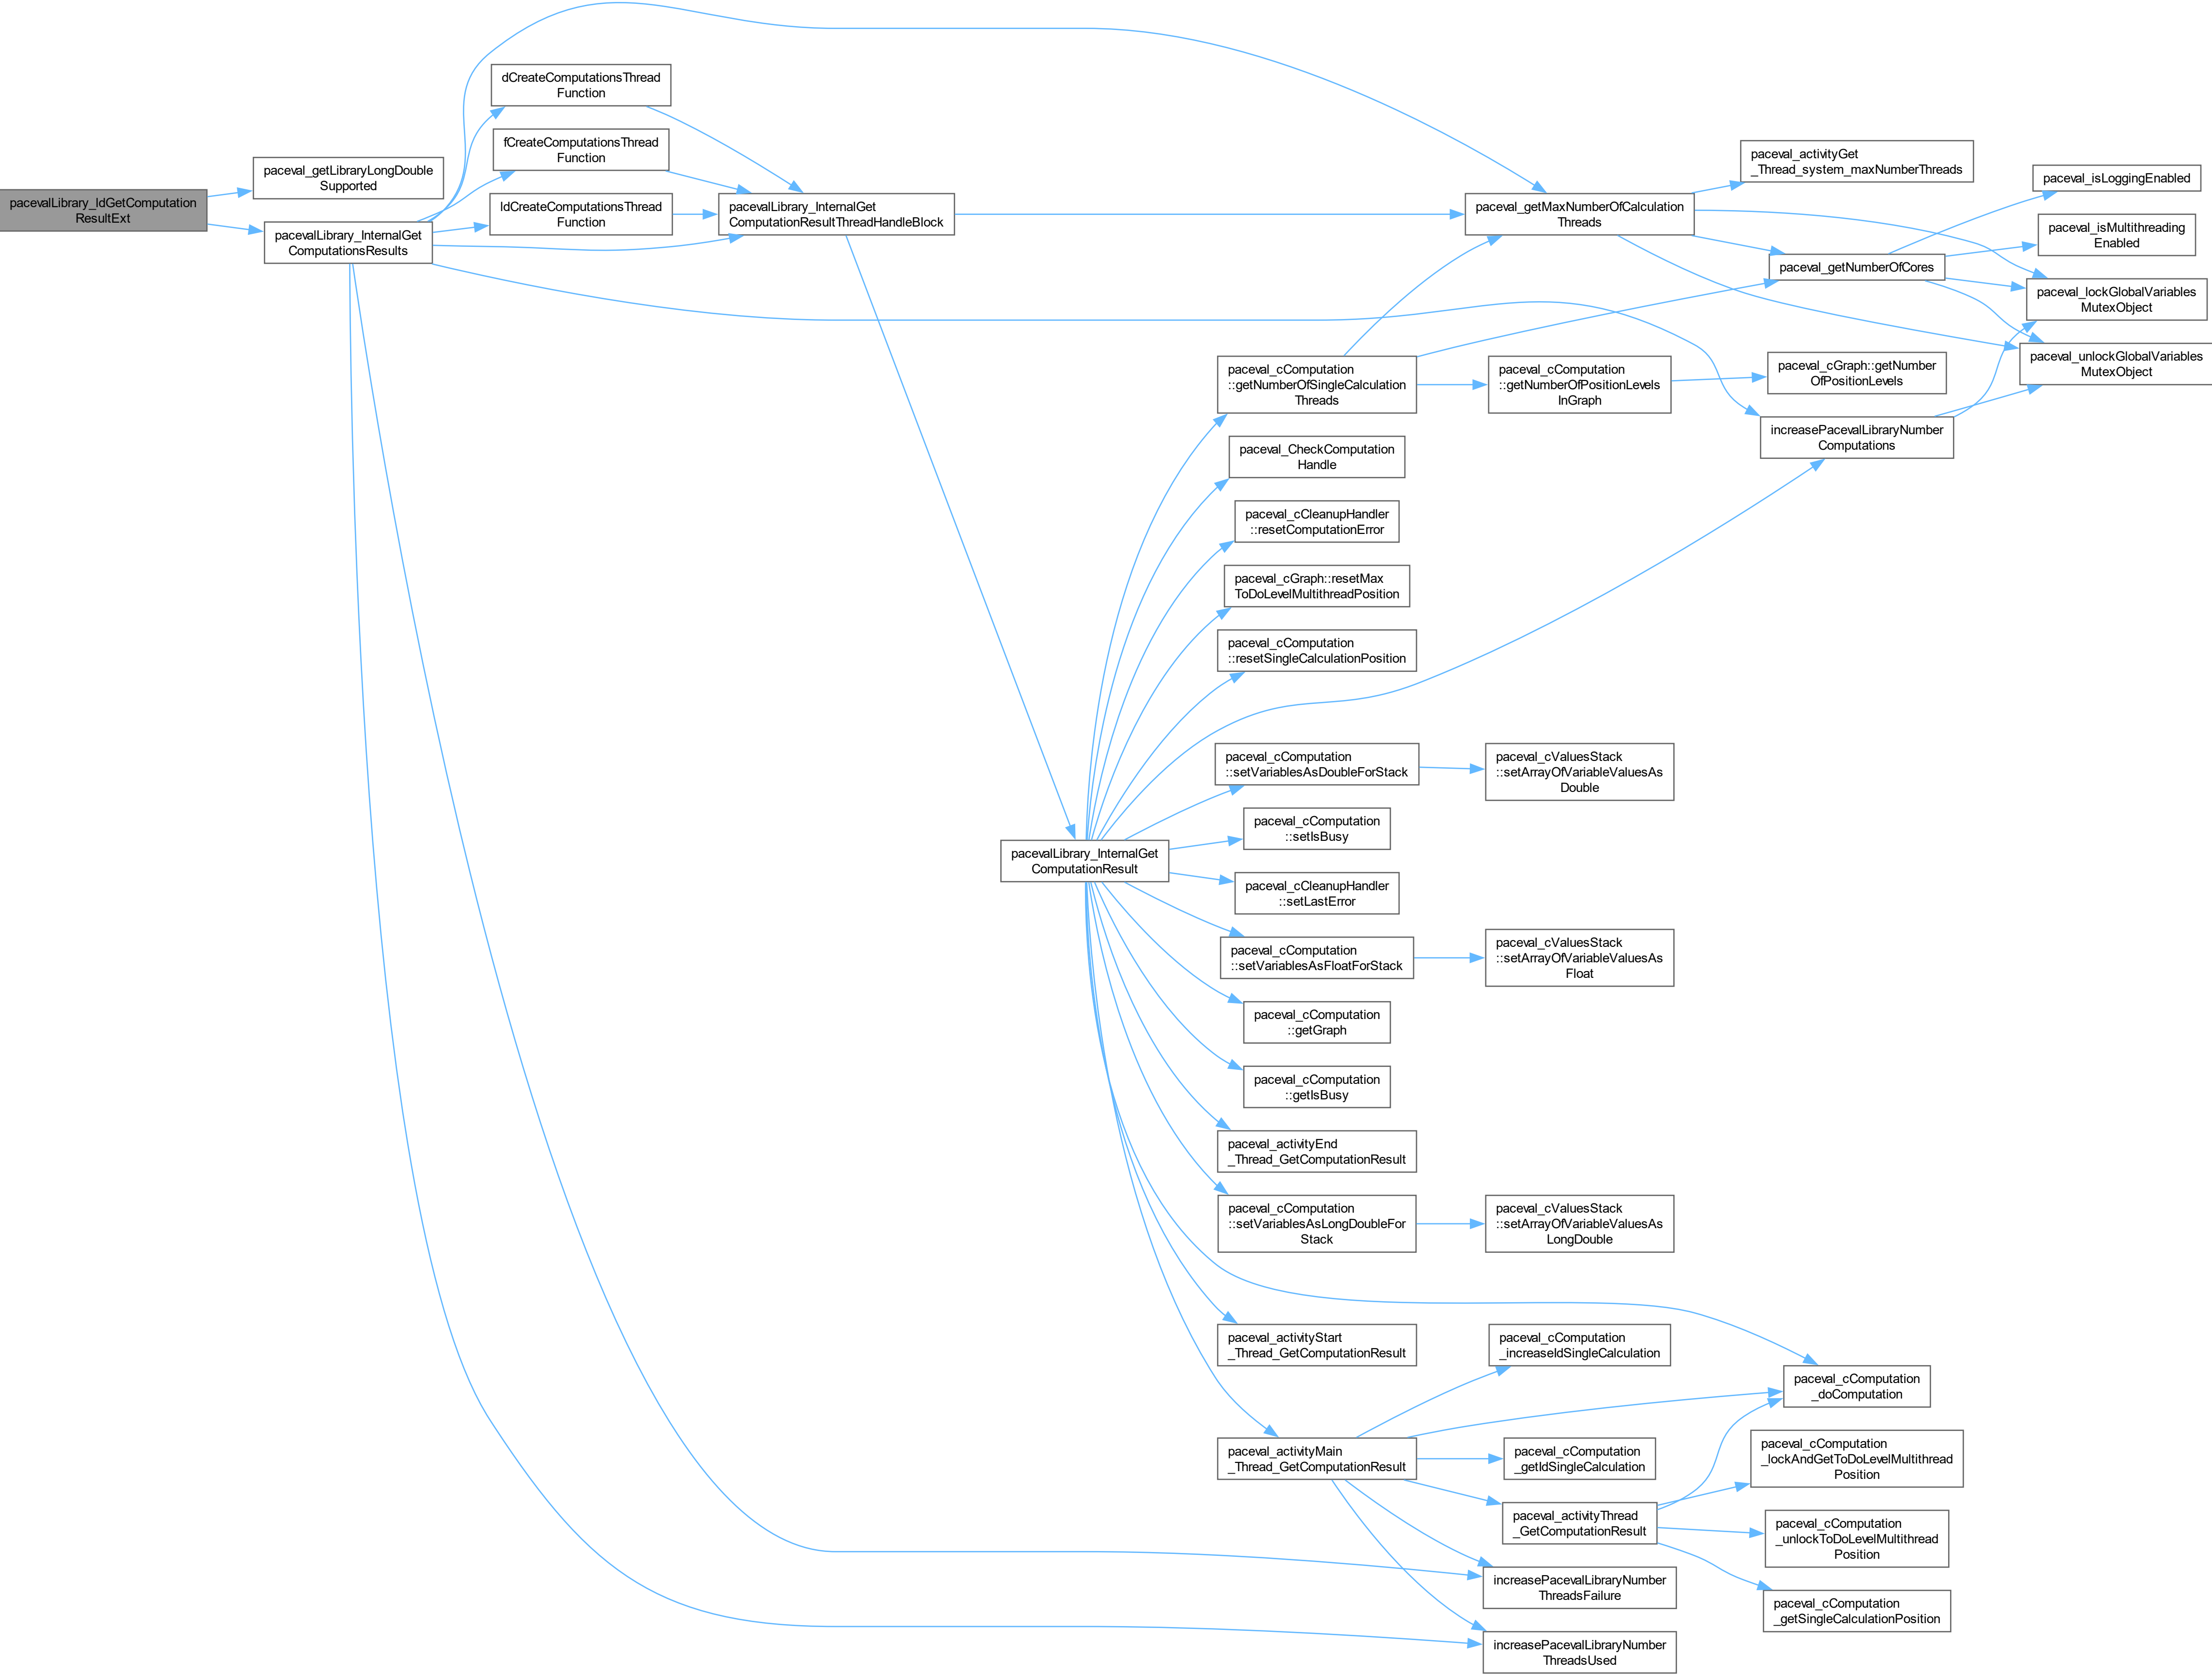 pacevalLibrary_ldGetComputation
ResultExt
paceval_getLibraryLongDouble
Supported
pacevalLibrary_InternalGet
ComputationsResults
dCreateComputationsThread
Function
fCreateComputationsThread
Function
ldCreateComputationsThread
Function
pacevalLibrary_InternalGet
ComputationResultThreadHandleBlock
pacevalLibrary_InternalGet
ComputationResult
paceval_cComputation
::getNumberOfSingleCalculation
Threads
paceval_CheckComputation
Handle
paceval_cCleanupHandler
::resetComputationError
paceval_cGraph::resetMax
ToDoLevelMultithreadPosition
paceval_cComputation
::resetSingleCalculationPosition
paceval_cComputation
::setVariablesAsDoubleForStack
paceval_cComputation
::setIsBusy
paceval_cCleanupHandler
::setLastError
paceval_cComputation
::setVariablesAsFloatForStack
paceval_cComputation
::getGraph
paceval_cComputation
::getIsBusy
paceval_activityEnd
_Thread_GetComputationResult
paceval_cComputation
::setVariablesAsLongDoubleFor
Stack
paceval_activityStart
_Thread_GetComputationResult
paceval_activityMain
_Thread_GetComputationResult
paceval_getMaxNumberOfCalculation
Threads
paceval_cComputation
::getNumberOfPositionLevels
InGraph
paceval_cValuesStack
::setArrayOfVariableValuesAs
Double
paceval_cValuesStack
::setArrayOfVariableValuesAs
Float
paceval_cValuesStack
::setArrayOfVariableValuesAs
LongDouble
paceval_cComputation
_increaseIdSingleCalculation
paceval_cComputation
_getIdSingleCalculation
paceval_activityThread
_GetComputationResult
increasePacevalLibraryNumber
ThreadsFailure
increasePacevalLibraryNumber
ThreadsUsed
paceval_activityGet
_Thread_system_maxNumberThreads
paceval_getNumberOfCores
paceval_cGraph::getNumber
OfPositionLevels
increasePacevalLibraryNumber
Computations
paceval_cComputation
_doComputation
paceval_cComputation
_lockAndGetToDoLevelMultithread
Position
paceval_cComputation
_unlockToDoLevelMultithread
Position
paceval_cComputation
_getSingleCalculationPosition
paceval_isLoggingEnabled
paceval_isMultithreading
Enabled
paceval_lockGlobalVariables
MutexObject
paceval_unlockGlobalVariables
MutexObject